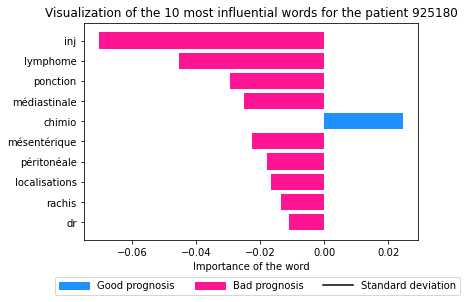 Visualization of the 10 most influential words for the patient 925180
inj
lymphome
ponction
médiastinale
chimio
mésentérique
péritonéale
localisations
rachis
dr
−0.06 −0.04 −0.02 0.00 0.02
Importance of the word
Good prognosis Bad prognosis Standard deviation